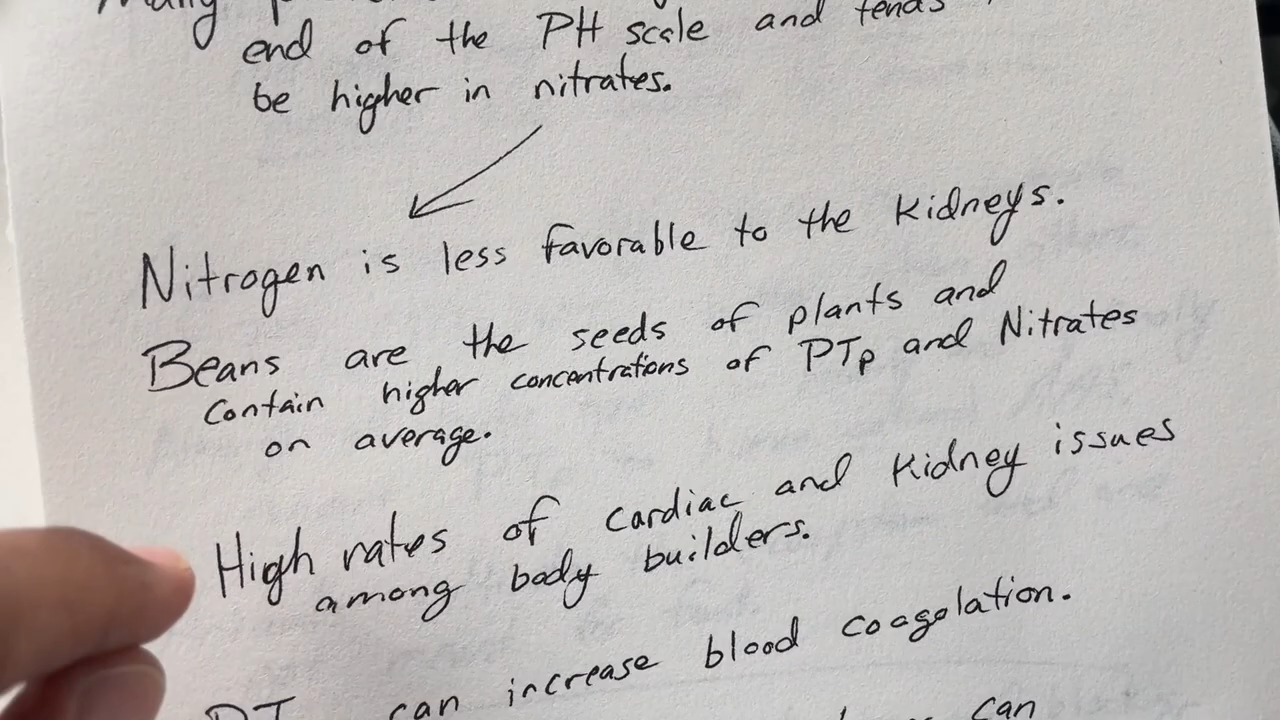 Many
end of the PH scale and tends
be higher in nitrates.
Nitrogen is less favorable to the Kidneys.
Beans are the seeds of plants and
contain higher concentrations of PTp and Nitrates
on average.
High rates of cardiac and Kidney issues
among body builders.
can increase blood coagolation.
can